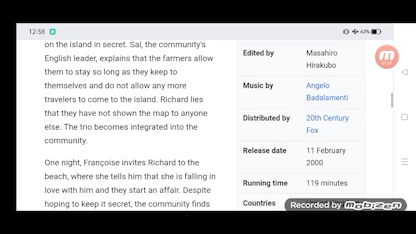 12:58
62%
on the island in secret. Sal, the community's
English leader, explains that the farmers allow
them to stay so long as they keep to
themselves and do not allow any more
travelers to come to the island. Richard lies
that they have not shown the map to anyone
else. The trio becomes integrated into the
community.
One night, Françoise invites Richard to the
beach, where she tells him that she is falling in
love with him and they start an affair. Despite
hoping to keep it secret, the community finds
Edited by Masahiro
Hirakubo
Music by Angelo
Badalamenti
Distributed by 20th Century
Fox
Release date 11 February
2000
Running time 119 minutes
Countries
Recorded by Mobizen